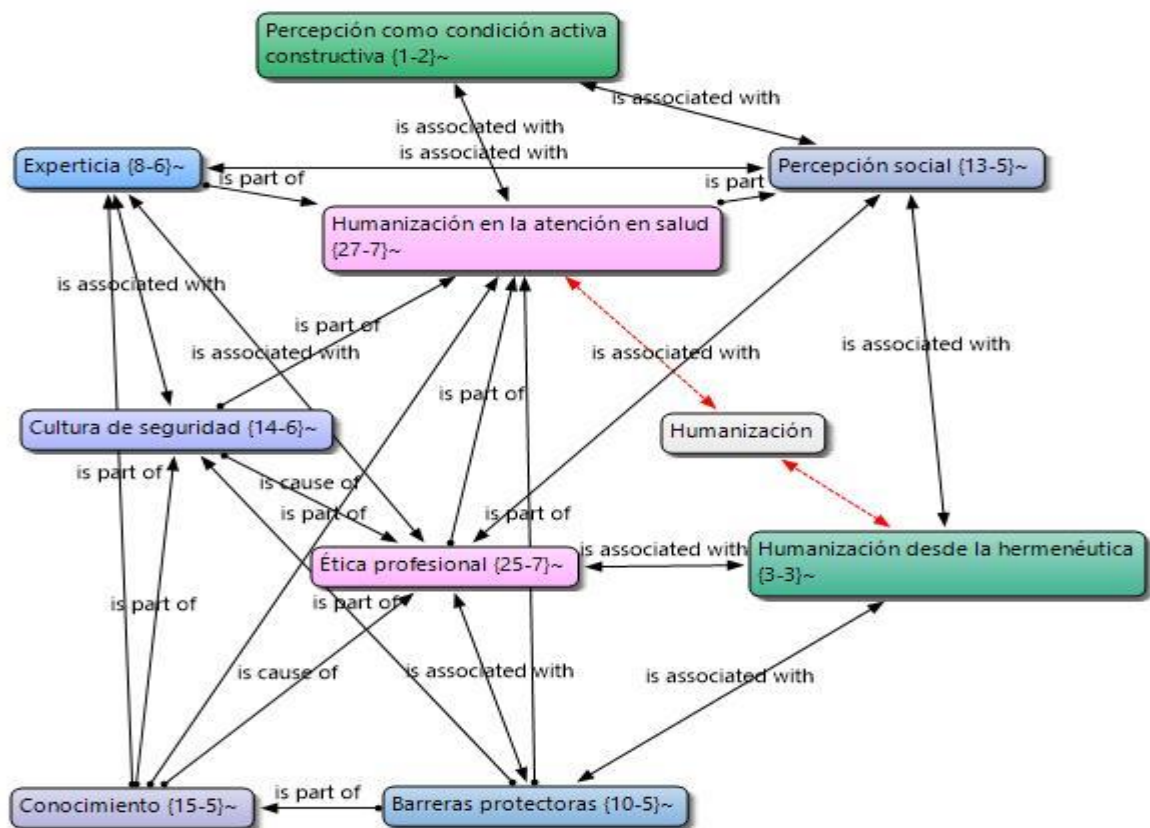 Percepción como condición activa
constructiva {1-2}~
is associated with
is associated with
is associated with
Experticia {8-6}~
Percepción social {13-5}~
is part of
is part
Humanización en la atención en salud
{27-7}~
is associated with
is part of
is associated with
is associated with
is associated with
is part of
Cultura de seguridad {14-6}~
Humanización
is part of
is cause of
is part of
is part of
Ética profesional {25-7}~
is associated with
Humanización desde la hermenéutica
{3-3}~
is part of
is part of
is cause of
is associated with
is associated with
is part of
Conocimiento {15-5}~
Barreras protectoras {10-5}~